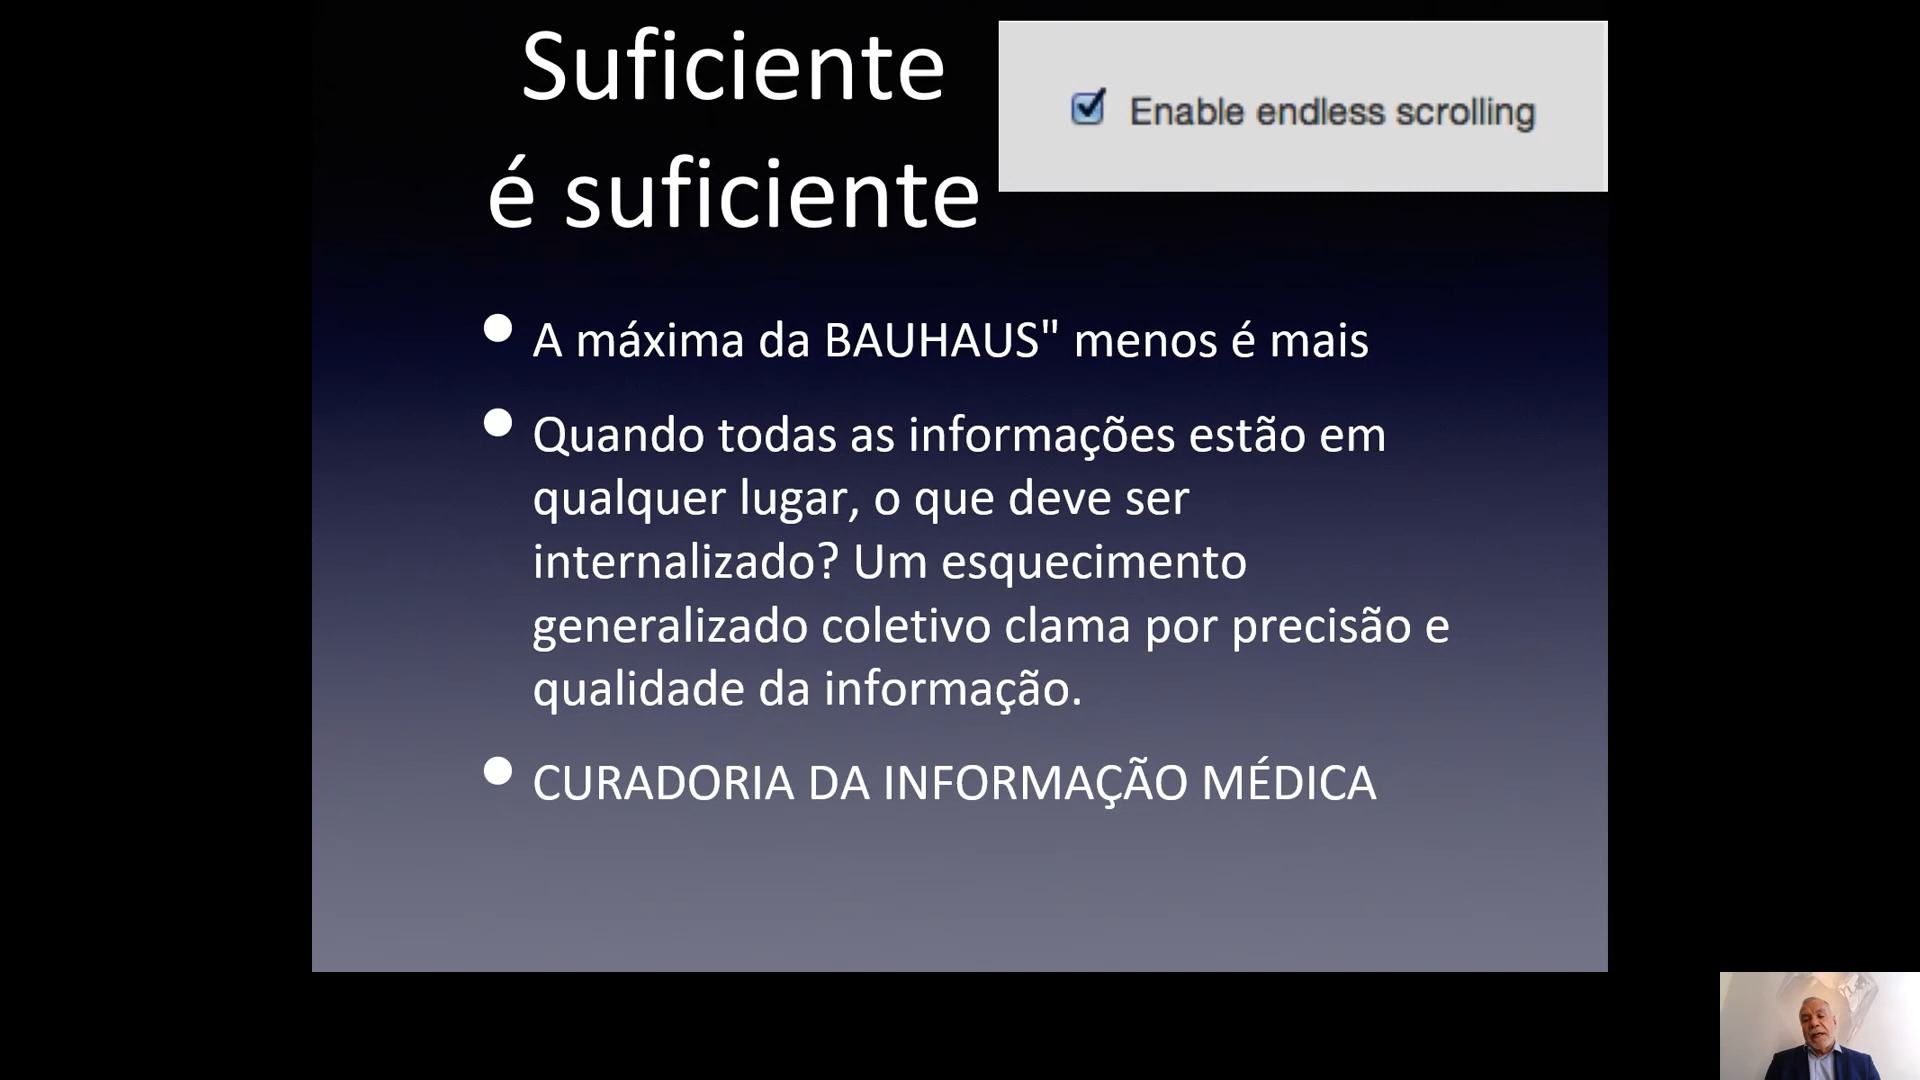 Suficiente
é suficiente
Enable endless scrolling
A máxima da BAUHAUS" menos é mais
Quando todas as informações estão em
qualquer lugar, o que deve ser
internalizado? Um esquecimento
generalizado coletivo clama por precisão e
qualidade da informação.
CURADORIA DA INFORMAÇÃO MÉDICA